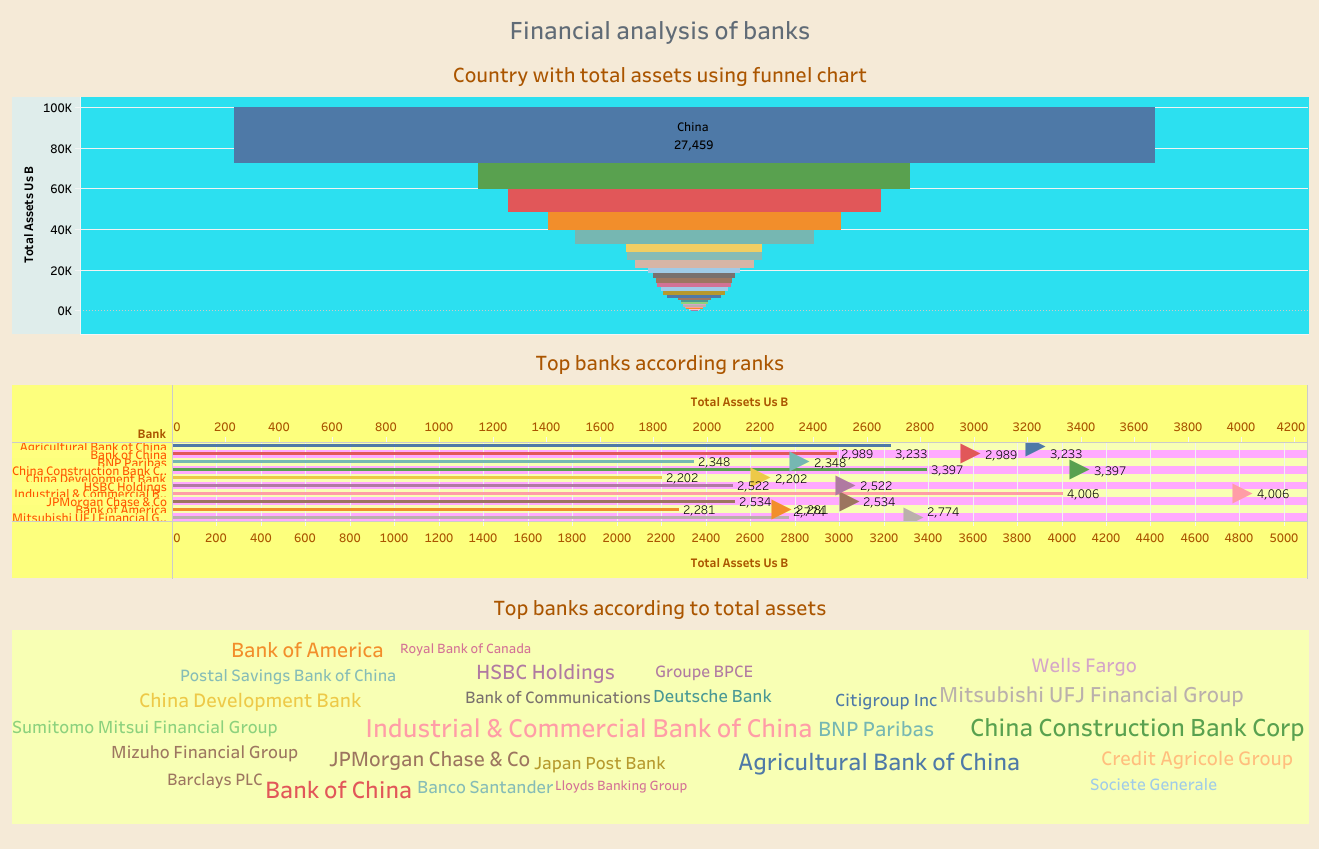 Financial analysis of banks
Country with total assets using funnel chart
Total Assets Us B
100K
80K
60K
40K
20K
0K
China
27,459
Top banks according ranks
Total Assets Us B
Bank
0 200 400 600 800 1000 1200 1400 1600 1800 2000 2200 2400 2600 2800 3000 3200 3400 3600 3800 4000 4200
Agricultural Bank of China 3,233 3,233
Bank of China 2,989 2,989
BNP Paribas 2,348 2,348
China Construction Bank C.. 3,397 3,397
China Development Bank 2,202 2,202
HSBC Holdings 2,522 2,522
Industrial & Commercial B.. 4,006 4,006
JPMorgan Chase & Co 2,534 2,534
Bank of America 2,281 2,281
Mitsubishi UFJ Financial G.. 2,774 2,774
0 200 400 600 800 1000 1200 1400 1600 1800 2000 2200 2400 2600 2800 3000 3200 3400 3600 3800 4000 4200 4400 4600 4800 5000
Total Assets Us B
Top banks according to total assets
Bank of America Royal Bank of Canada
Wells Fargo
Postal Savings Bank of China HSBC Holdings Groupe BPCE
China Development Bank Bank of Communications Deutsche Bank Citigroup Inc Mitsubishi UFJ Financial Group
Sumitomo Mitsui Financial Group Industrial & Commercial Bank of China BNP Paribas China Construction Bank Corp
Mizuho Financial Group JPMorgan Chase & Co Japan Post Bank Agricultural Bank of China Credit Agricole Group
Barclays PLC Bank of China Banco Santander Lloyds Banking Group Societe Generale